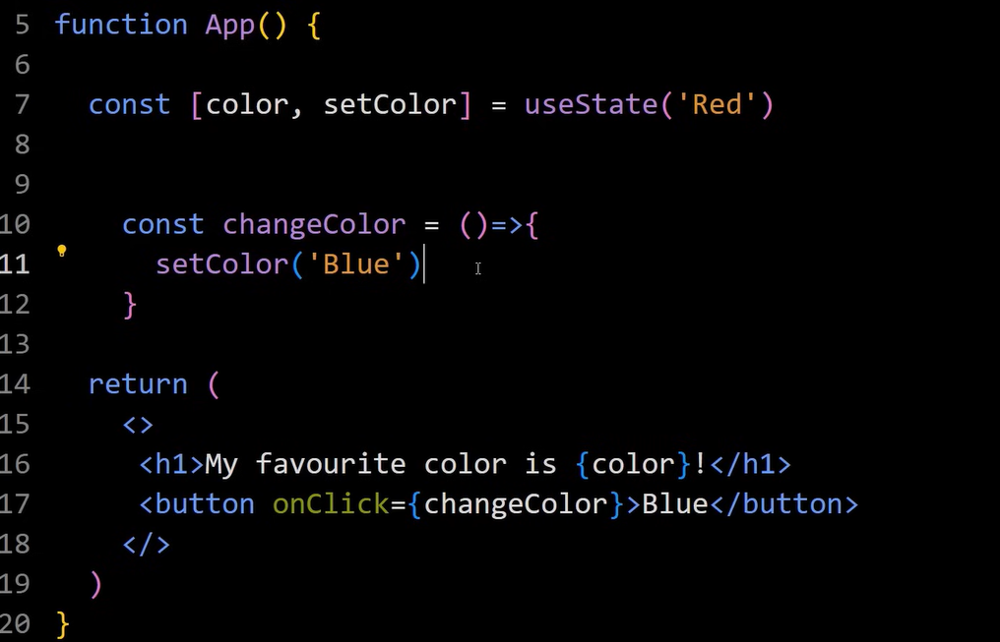 5 function App() {
6
7 const [color, setColor] = useState('Red')
8
9
10 const changeColor = ()=>{
11 setColor('Blue')
12 }
13
14 return (
15 <>
16 <h1>My favourite color is {color}!</h1>
17 <button onClick={changeColor}>Blue</button>
18 </>
19 )
20 }